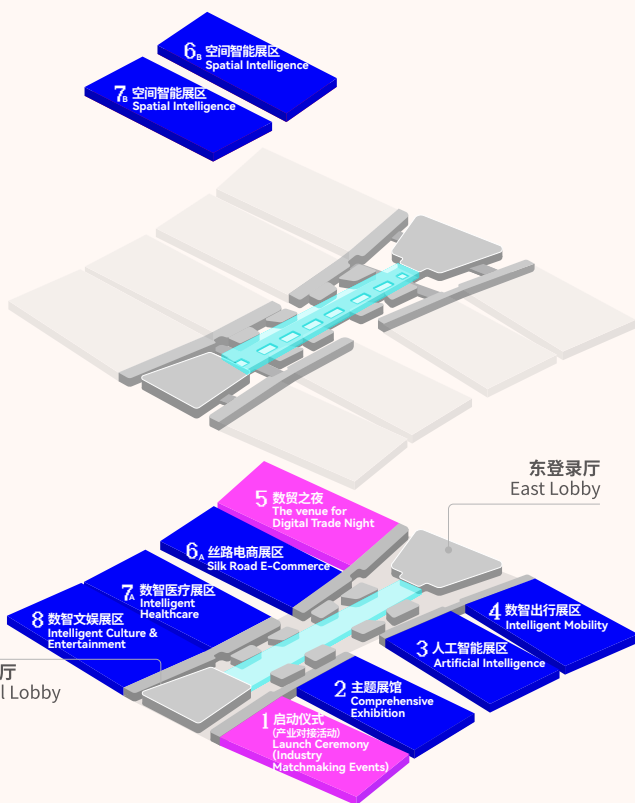 6B 空间智能展区
Spatial Intelligence
7B 空间智能展区
Spatial Intelligence
东登录厅
East Lobby
5 数贸之夜
The venue for
Digital Trade Night
6A 丝路电商展区
Silk Road E-Commerce
7A 数智医疗展区
Intelligent
Healthcare
8 数智文娱展区
Intelligent Culture &
Entertainment
4 数智出行展区
Intelligent Mobility
3 人工智能展区
Artificial Intelligence
厅
l Lobby
2 主题展馆
Comprehensive
Exhibition
1 启动仪式
(产业对接活动)
Launch Ceremony
(Industry
Matchmaking Events)